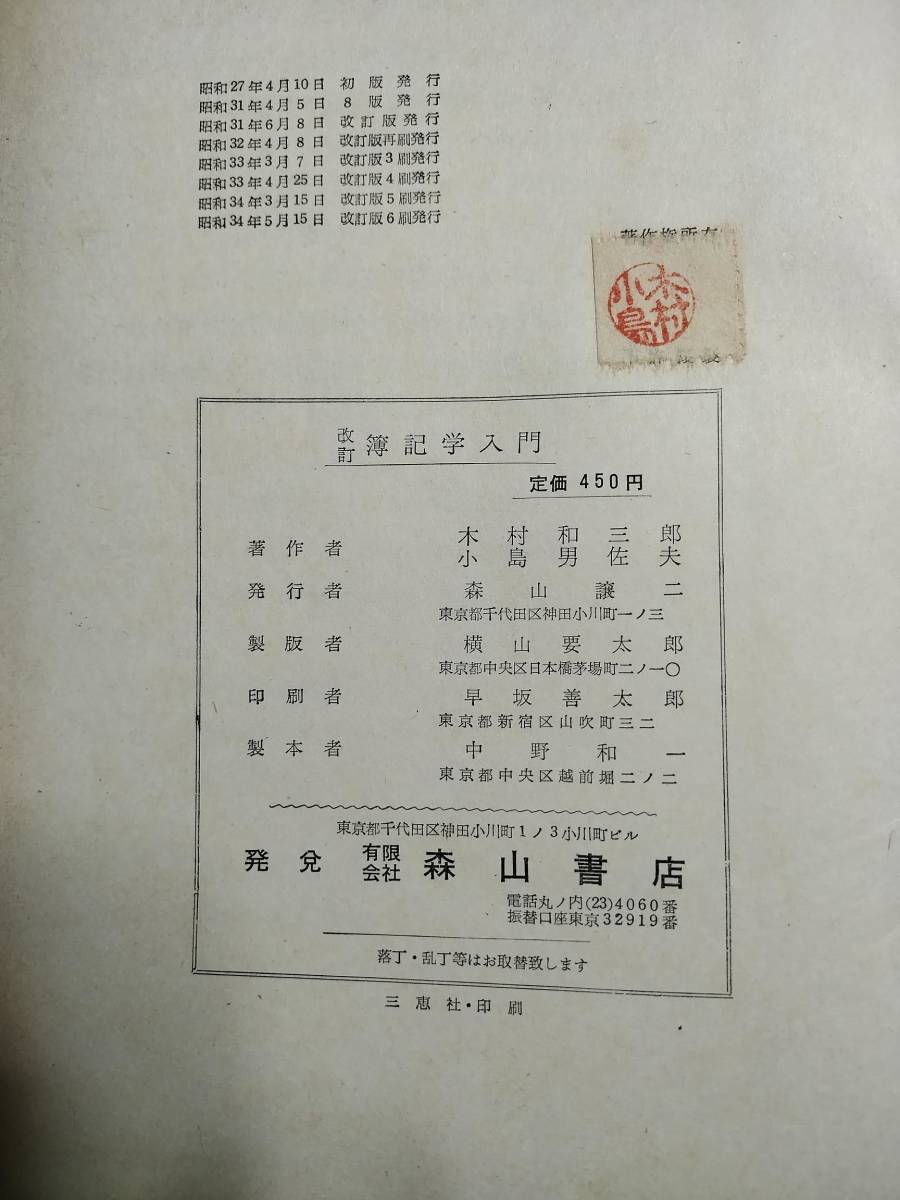 昭和27年4月10日 初版発行
昭和31年4月5日 8版発行
昭和31年6月8日 改訂版発行
昭和32年4月8日 改訂版再刷発行
昭和33年3月7日 改訂版3刷発行
昭和33年4月25日 改訂版4刷発行
昭和34年3月15日 改訂版5刷発行
昭和34年5月15日 改訂版6刷発行
著作権所有
木村
小島
改訂 簿記学入門
定価 450円
著作者 木村和三郎
小島男佐夫
発行者 森山譲二
東京都千代田区神田小川町一ノ三
製版者 横山要太郎
東京都中央区日本橋茅場町二ノ一〇
印刷者 早坂善太郎
東京都新宿区山吹町三二
製本者 中野和一
東京都中央区越前堀二ノ二
東京都千代田区神田小川町1ノ3小川町ビル
発兌 有限会社 森山書店
電話丸ノ内(23)4060番
振替口座東京32919番
落丁・乱丁等はお取替致します
三恵社・印刷